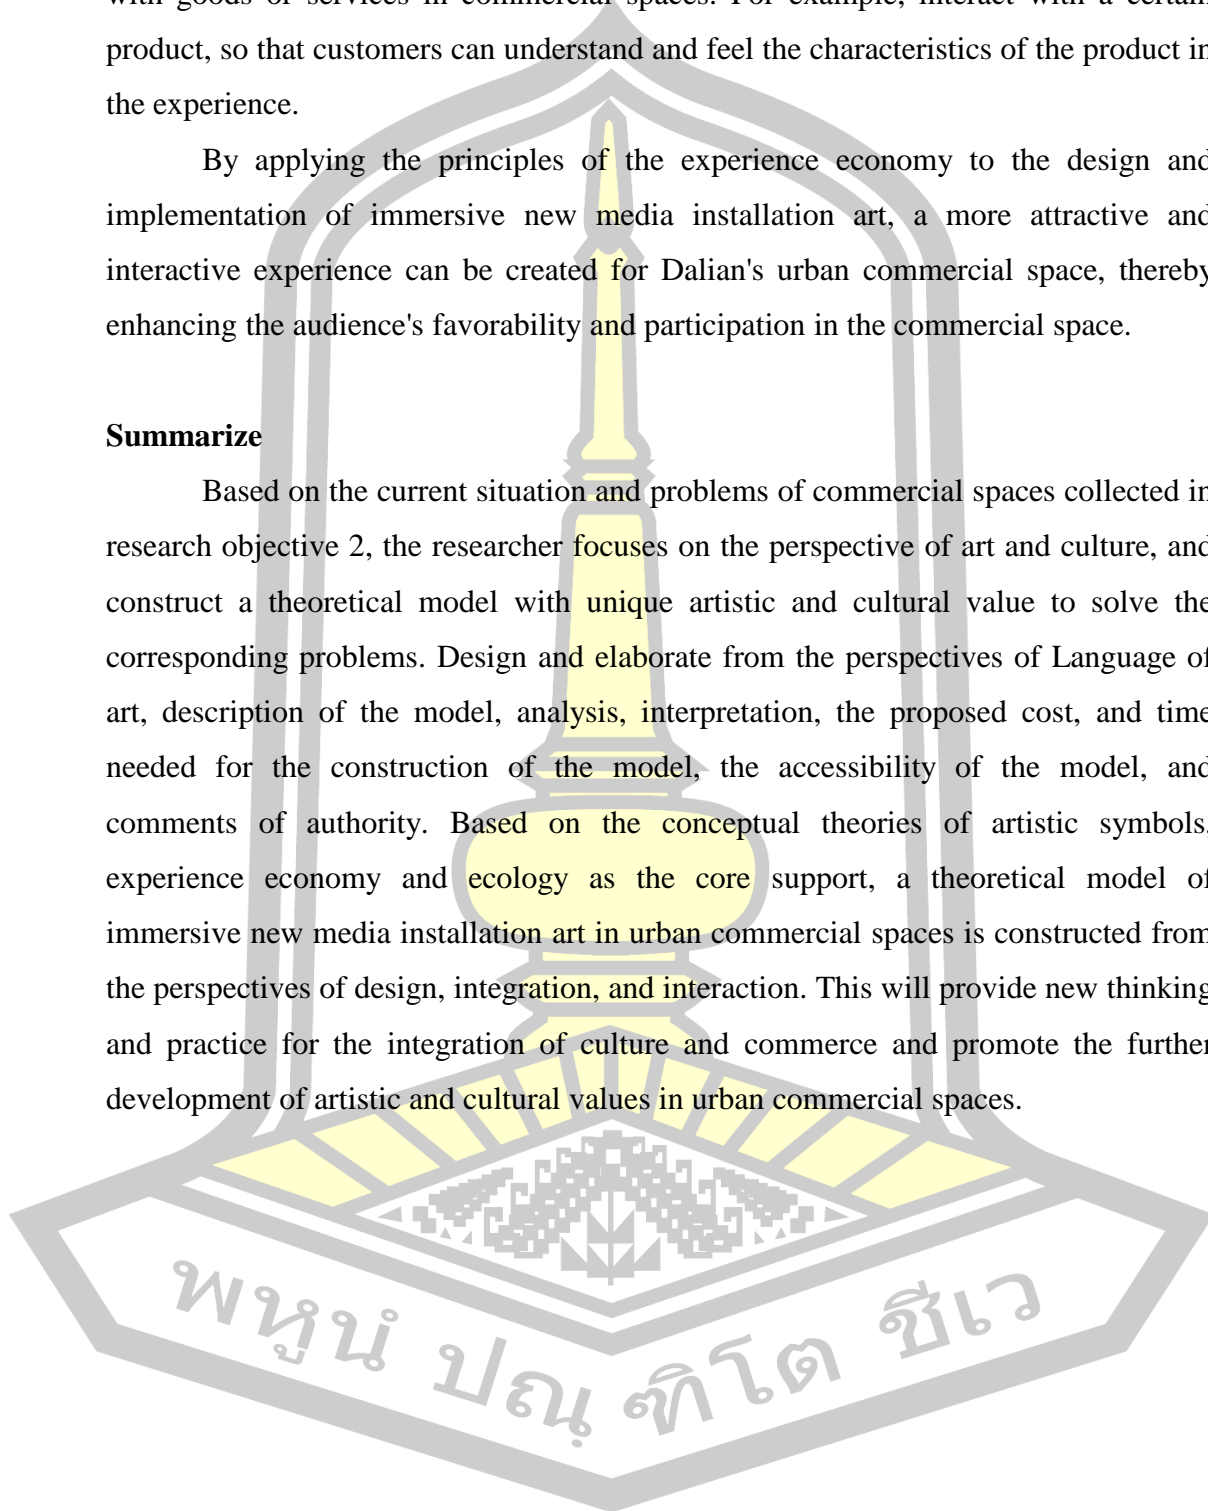 with goods or services in commercial spaces. For example, interact with a certain
product, so that customers can understand and feel the characteristics of the product in
the experience.
By applying the principles of the experience economy to the design and
implementation of immersive new media installation art, a more attractive and
interactive experience can be created for Dalian's urban commercial space, thereby
enhancing the audience's favorability and participation in the commercial space.
Summarize
Based on the current situation and problems of commercial spaces collected in
research objective 2, the researcher focuses on the perspective of art and culture, and
construct a theoretical model with unique artistic and cultural value to solve the
corresponding problems. Design and elaborate from the perspectives of Language of
art, description of the model, analysis, interpretation, the proposed cost, and time
needed for the construction of the model, the accessibility of the model, and
comments of authority. Based on the conceptual theories of artistic symbols,
experience economy and ecology as the core support, a theoretical model of
immersive new media installation art in urban commercial spaces is constructed from
the perspectives of design, integration, and interaction. This will provide new thinking
and practice for the integration of culture and commerce and promote the further
development of artistic and cultural values in urban commercial spaces.
พหูนํ ปณฺฑิโต ชีเว